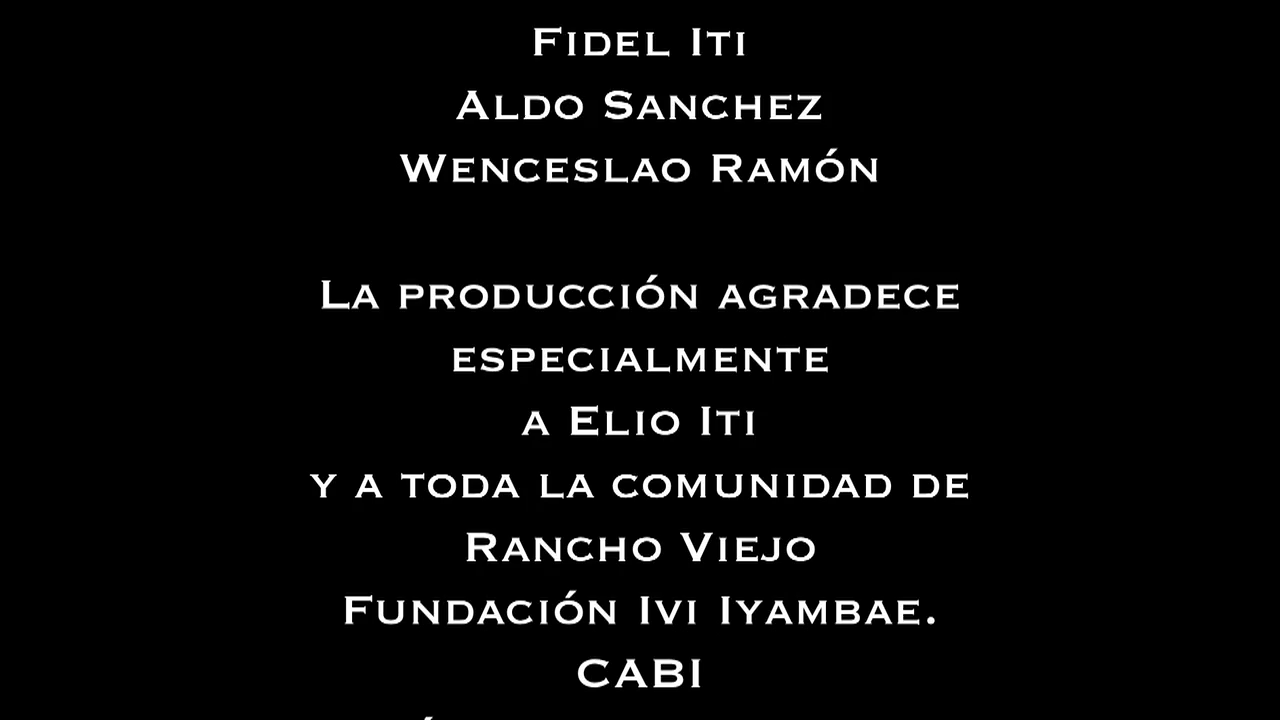 Fidel Iti
Aldo Sanchez
Wenceslao Ramón
La producción agradece
especialmente
a Elio Iti
y a toda la comunidad de
Rancho Viejo
Fundación Ivi Iyambae.
CABI